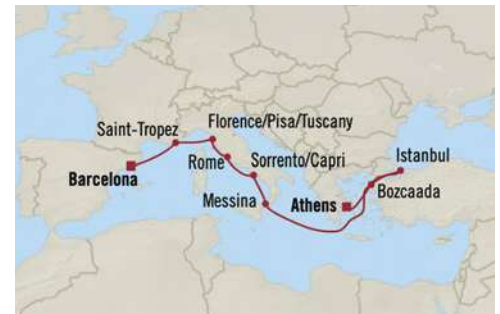 Florence/Pisa/Tuscany
Saint-Tropez
Istanbul
Rome
Sorrento/Capri
Barcelona
Bozcaada
Messina
Athens